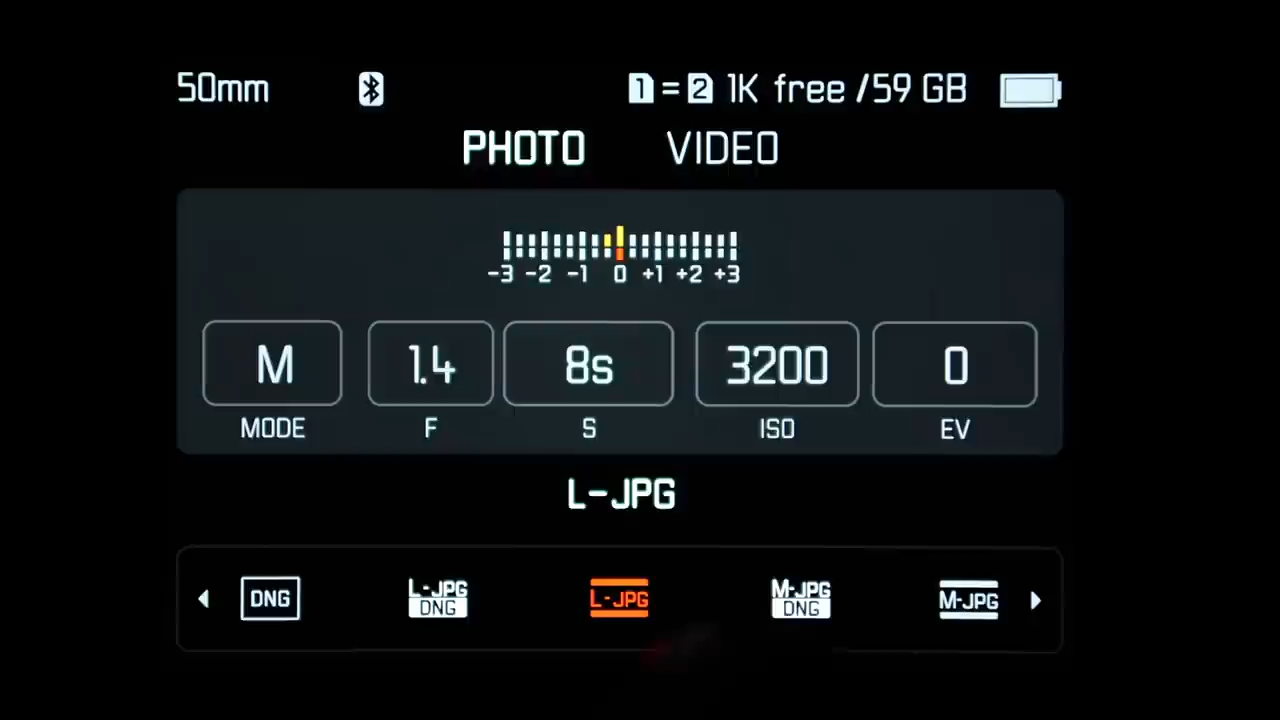 50mm 1 = 2 1K free /59 GB
PHOTO VIDEO
-3 -2 -1 0 +1 +2 +3
M 1.4 8s 3200 0
MODE F S ISO EV
L-JPG
DNG L-JPG DNG L-JPG M-JPG DNG M-JPG